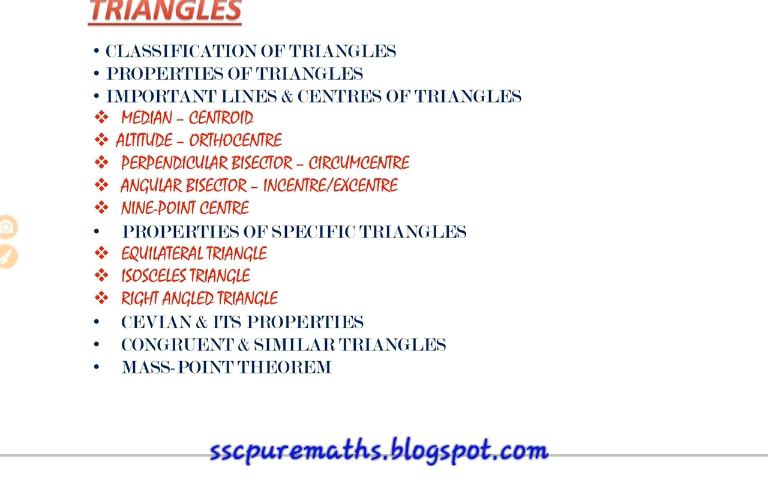 TRIANGLES
• CLASSIFICATION OF TRIANGLES
• PROPERTIES OF TRIANGLES
• IMPORTANT LINES & CENTRES OF TRIANGLES
❖ MEDIAN – CENTROID
❖ ALTITUDE – ORTHOCENTRE
❖ PERPENDICULAR BISECTOR – CIRCUMCENTRE
❖ ANGULAR BISECTOR – INCENTRE/EXCENTRE
❖ NINE-POINT CENTRE
• PROPERTIES OF SPECIFIC TRIANGLES
❖ EQUILATERAL TRIANGLE
❖ ISOSCELES TRIANGLE
❖ RIGHT ANGLED TRIANGLE
• CEVIAN & ITS PROPERTIES
• CONGRUENT & SIMILAR TRIANGLES
• MASS-POINT THEOREM
sscpuremaths.blogspot.com